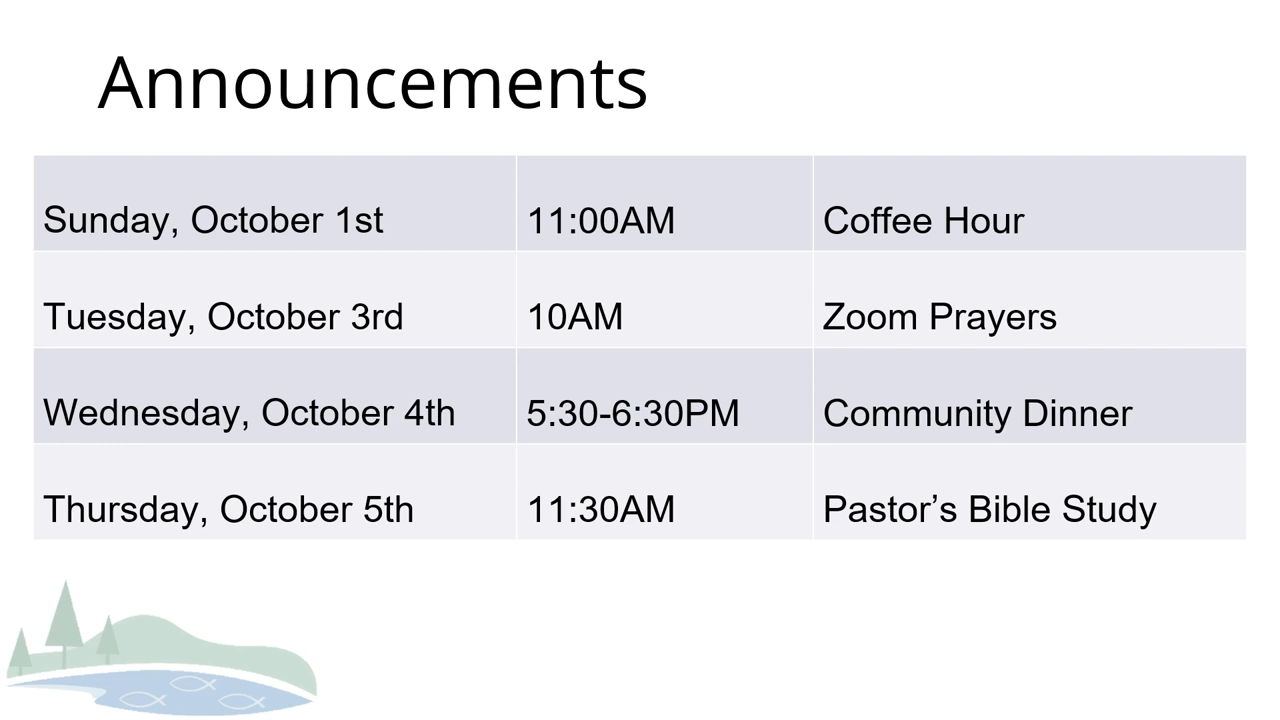 Announcements
Sunday, October 1st 11:00AM Coffee Hour
Tuesday, October 3rd 10AM Zoom Prayers
Wednesday, October 4th 5:30-6:30PM Community Dinner
Thursday, October 5th 11:30AM Pastor’s Bible Study